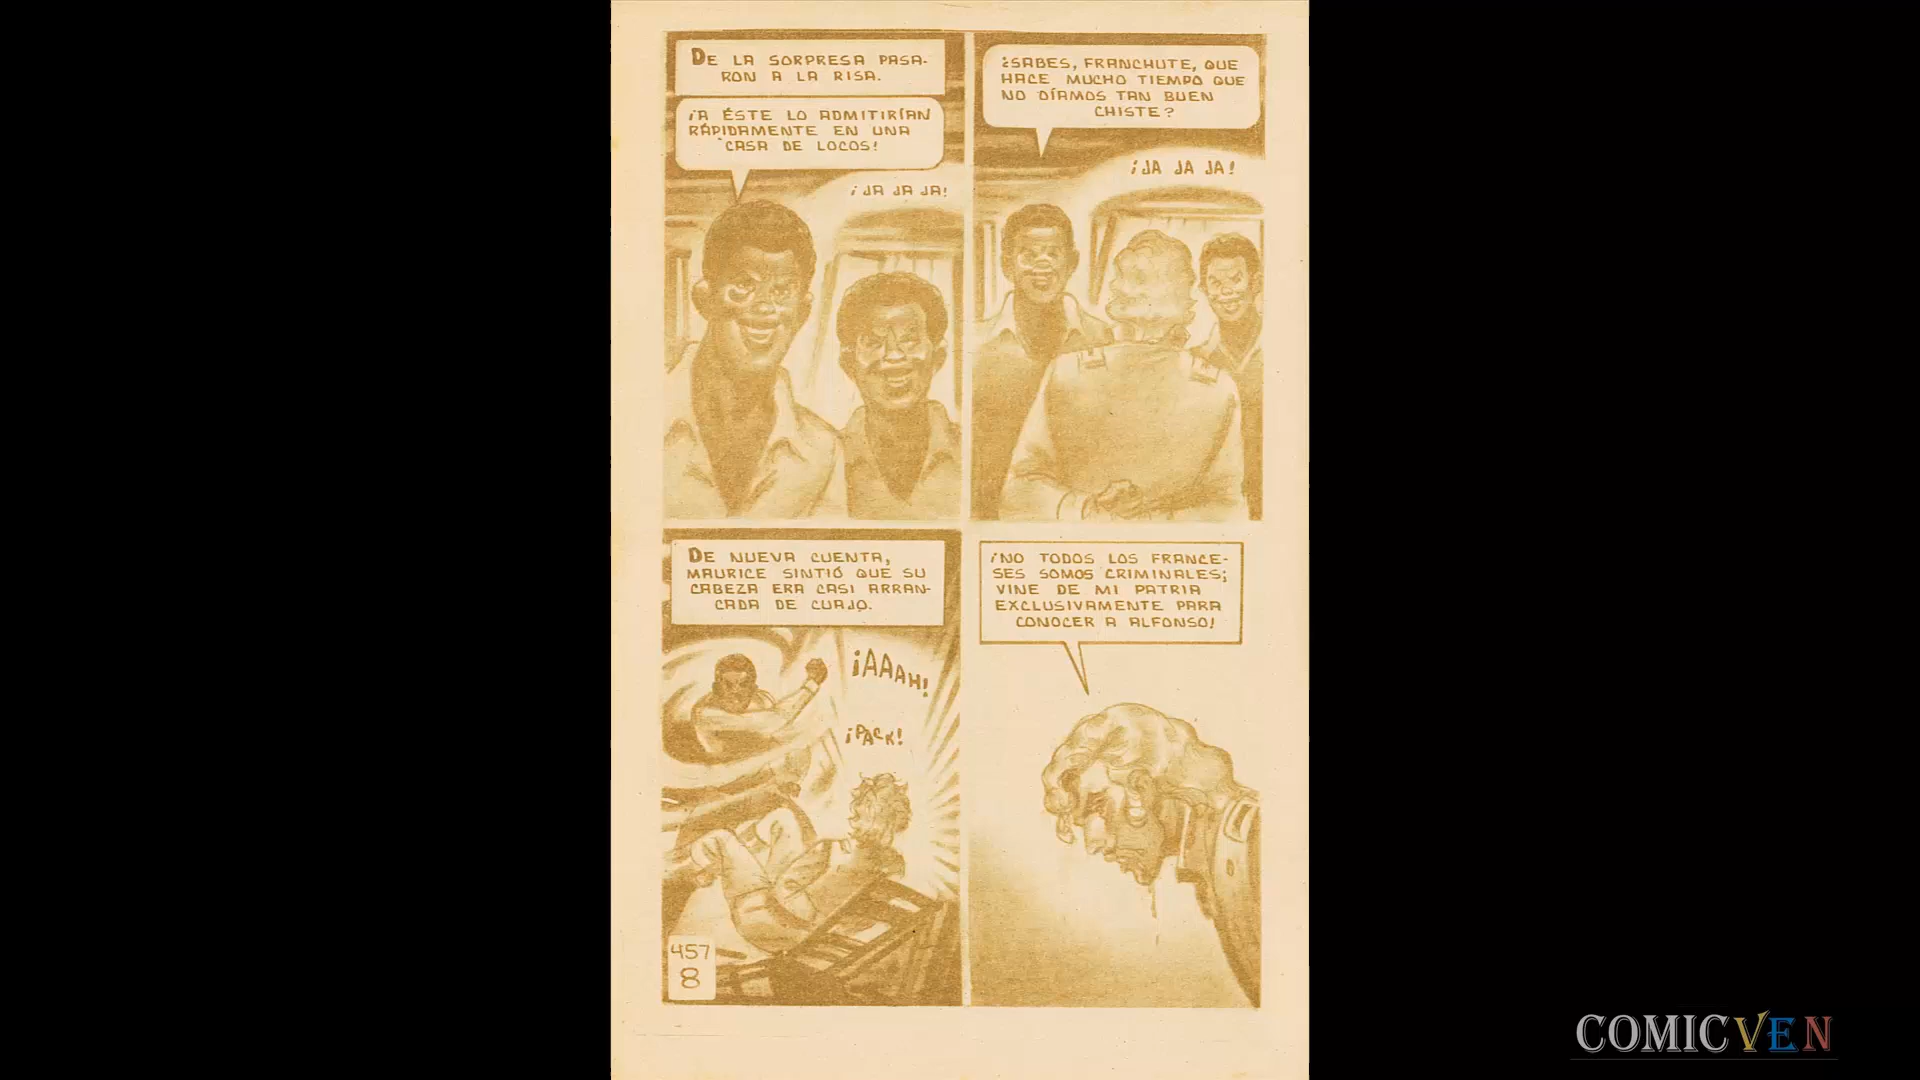 DE LA SORPRESA PASA-
RON A LA RISA.
¡A ÉSTE LO ADMITIRÍAN
RÁPIDAMENTE EN UNA
CASA DE LOCOS!
¡JA JA JA!
¿SABES, FRANCHUTE, QUE
HACE MUCHO TIEMPO QUE
NO OÍAMOS TAN BUEN
CHISTE?
¡JA JA JA!
DE NUEVA CUENTA,
MAURICE SINTIÓ QUE SU
CABEZA ERA CASI ARRAN-
CADA DE CUAJO.
¡AAAH!
¡PACK!
457
8
¡NO TODOS LOS FRANCE-
SES SOMOS CRIMINALES;
VINE DE MI PATRIA
EXCLUSIVAMENTE PARA
CONOCER A ALFONSO!
COMICVEN